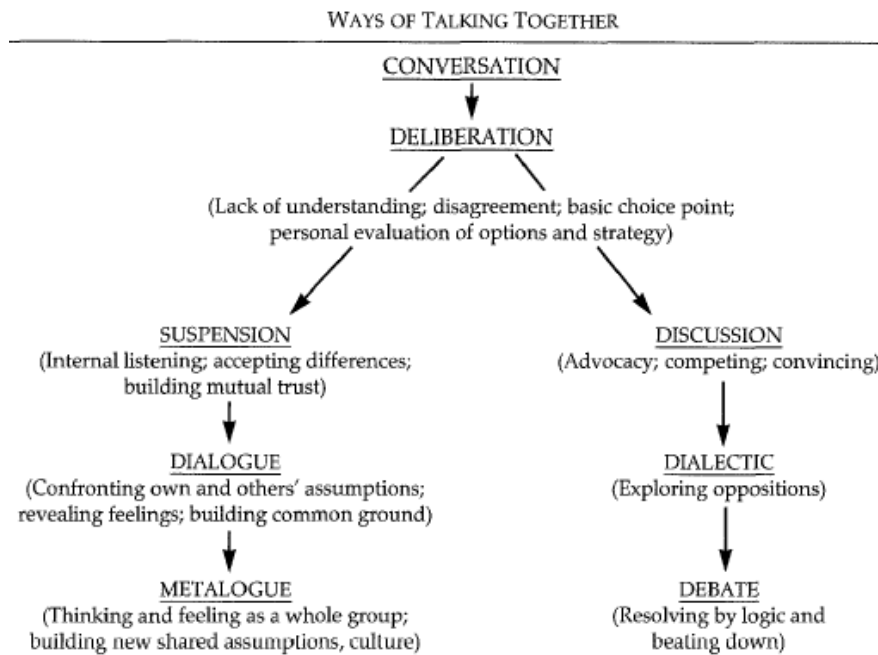 WAYS OF TALKING TOGETHER
CONVERSATION
DELIBERATION
(Lack of understanding; disagreement; basic choice point;
personal evaluation of options and strategy)
SUSPENSION
(Internal listening; accepting differences;
building mutual trust)
DISCUSSION
(Advocacy; competing; convincing)
DIALOGUE
(Confronting own and others' assumptions;
revealing feelings; building common ground)
DIALECTIC
(Exploring oppositions)
METALOGUE
(Thinking and feeling as a whole group;
building new shared assumptions, culture)
DEBATE
(Resolving by logic and
beating down)